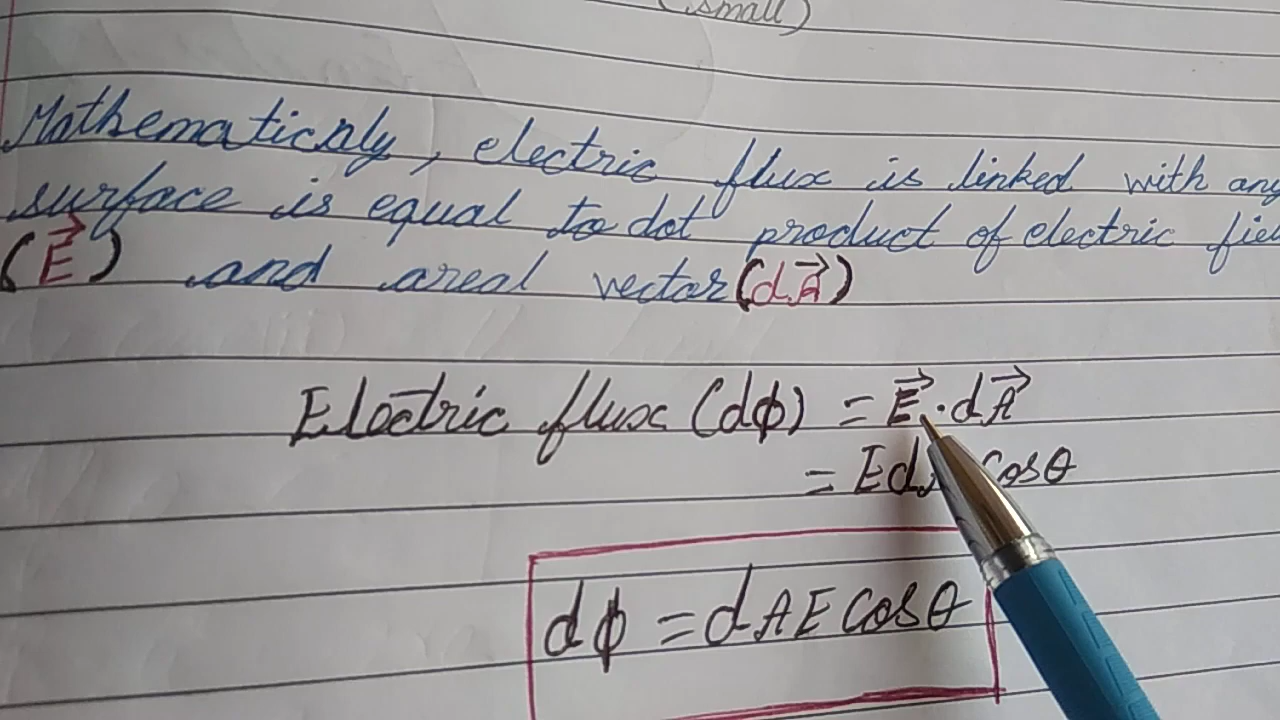 (small)
Mathematicaly, electric flux is linked with any
surface is equal to dot product of electric fiel
(E⃗) and areal vector (dA⃗)
Electric flux (dϕ) = E⃗ · dA⃗
= EdA Cosθ
dϕ = dAE Cosθ